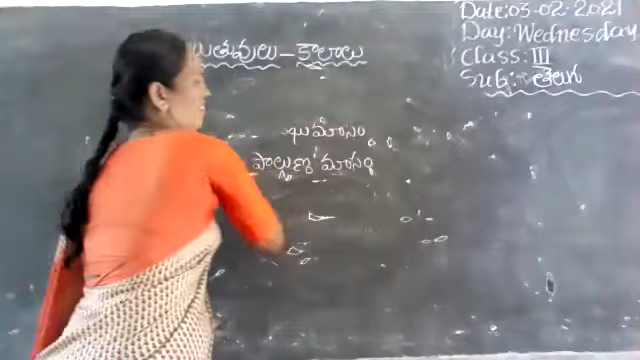 Date:03-02-2021
Day: Wednesday
Class: III
Sub: తెలుగు
ఋతువులు - కాలాలు
మాసం
మాసం